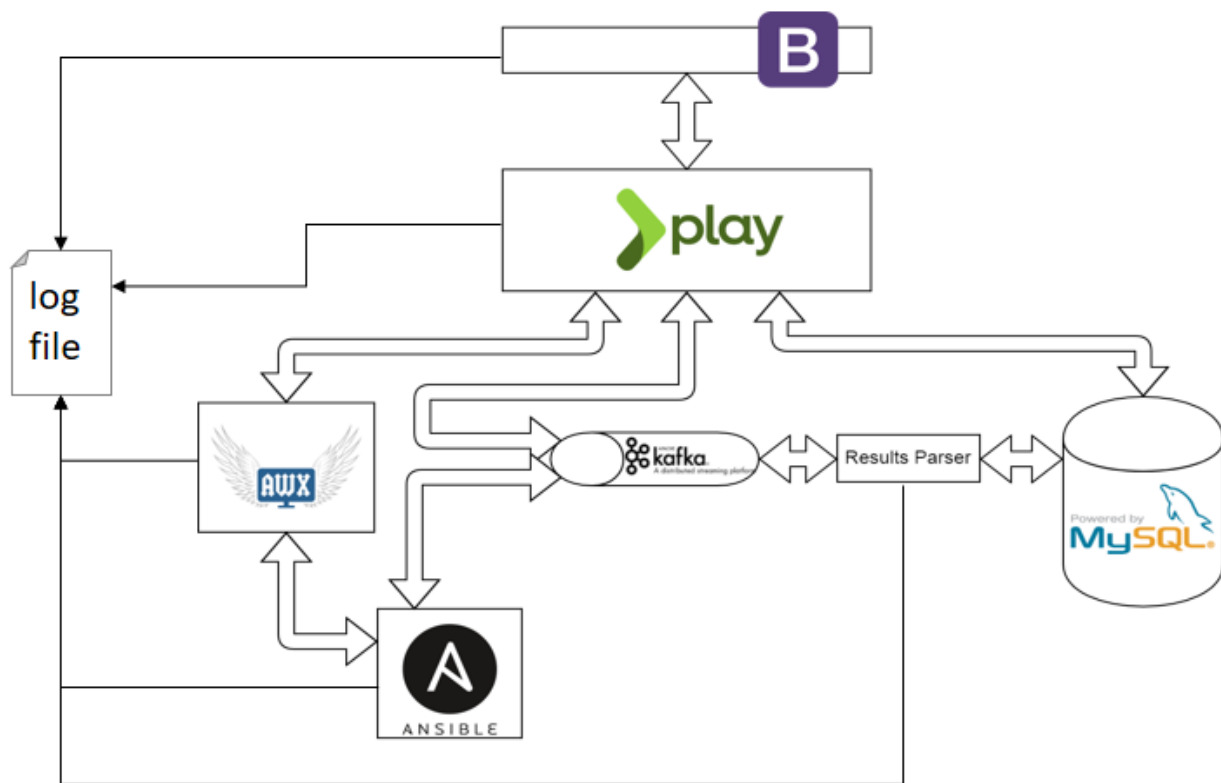 B
play
log
file
AWX
kafka
A distributed streaming platform
Results Parser
Powered by
MySQL®
ANSIBLE